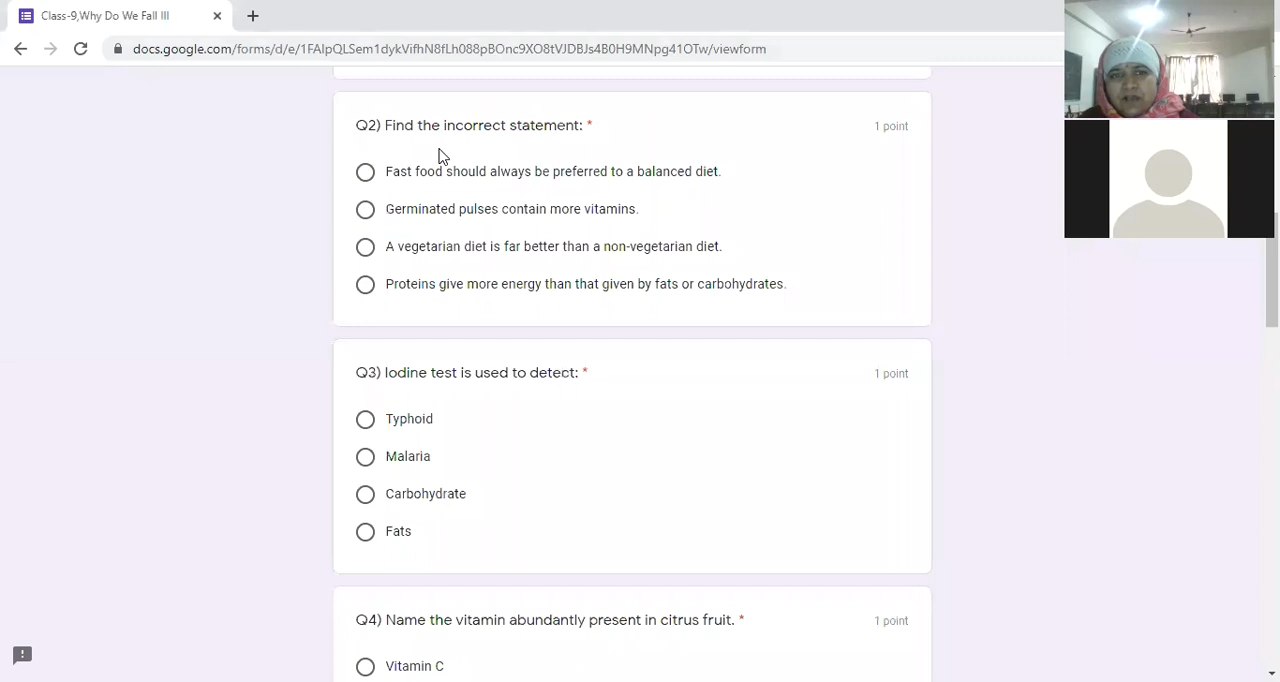 Class-9,Why Do We Fall Ill
docs.google.com/forms/d/e/1FAIpQLSem1dykVifhN8fLh088pBOnc9XO8tVJDBJs4B0H9MNpg41OTw/viewform
Q2) Find the incorrect statement: * 1 point
Fast food should always be preferred to a balanced diet.
Germinated pulses contain more vitamins.
A vegetarian diet is far better than a non-vegetarian diet.
Proteins give more energy than that given by fats or carbohydrates.
Q3) Iodine test is used to detect: * 1 point
Typhoid
Malaria
Carbohydrate
Fats
Q4) Name the vitamin abundantly present in citrus fruit. * 1 point
Vitamin C